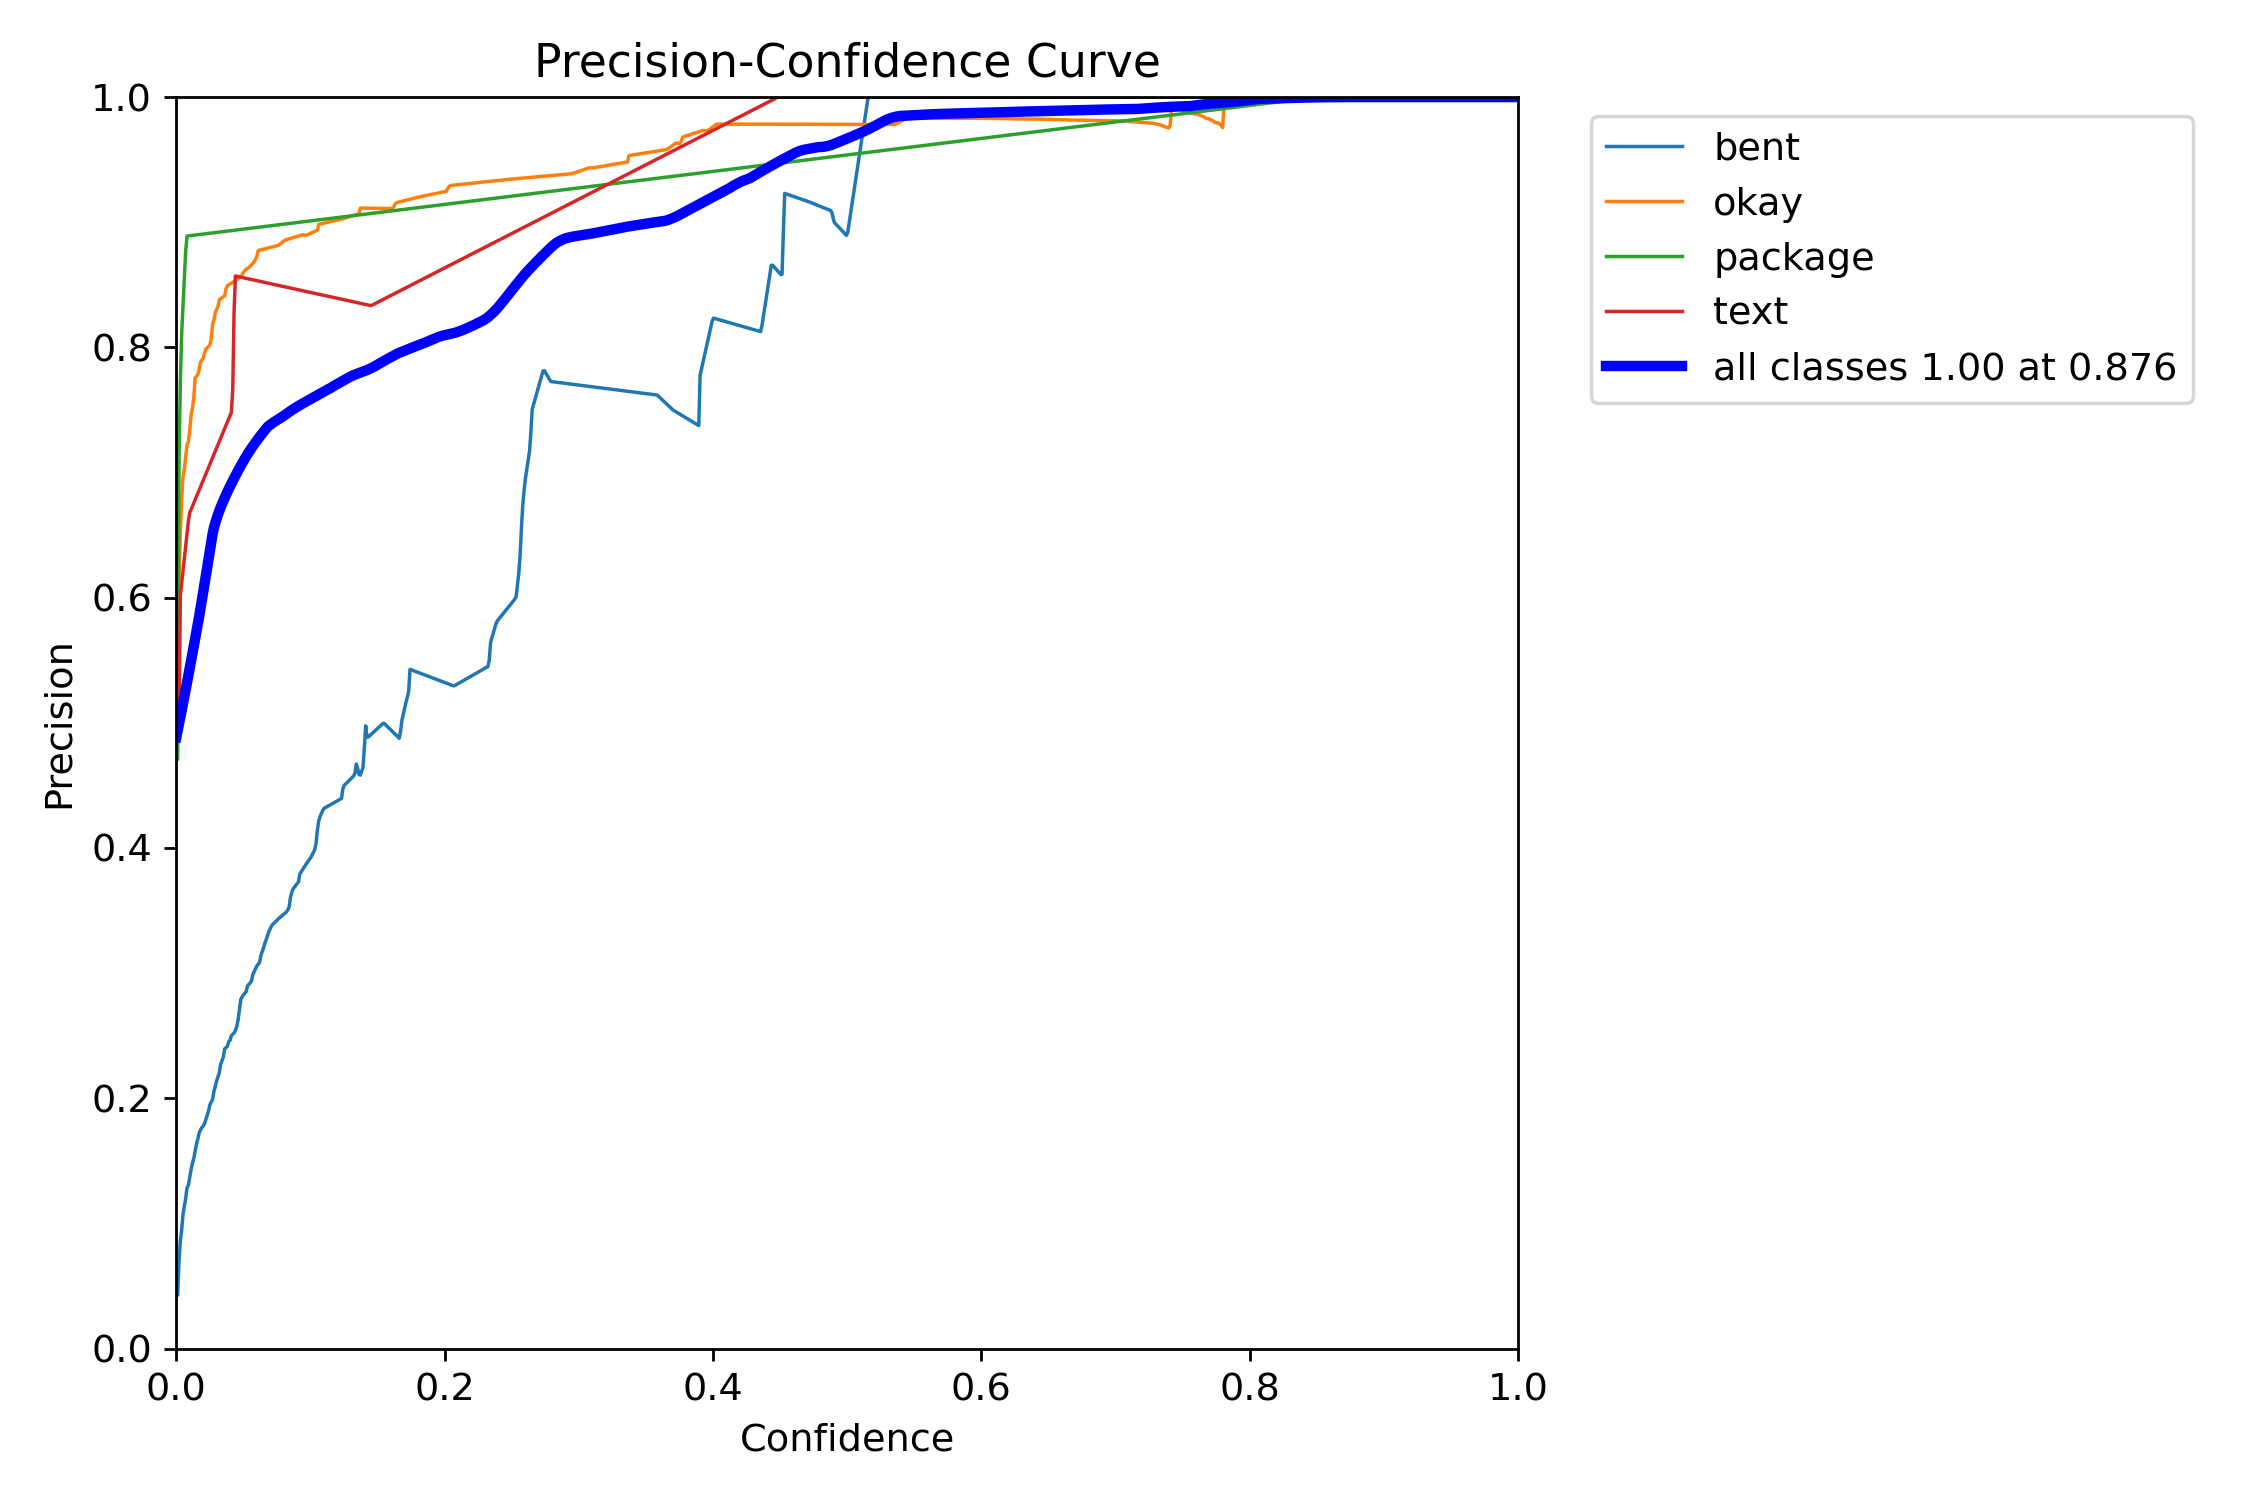 Precision-Confidence Curve
1.0
0.8
0.6
0.4
0.2
0.0
Precision
0.0 0.2 0.4 0.6 0.8 1.0
Confidence
bent
okay
package
text
all classes 1.00 at 0.876